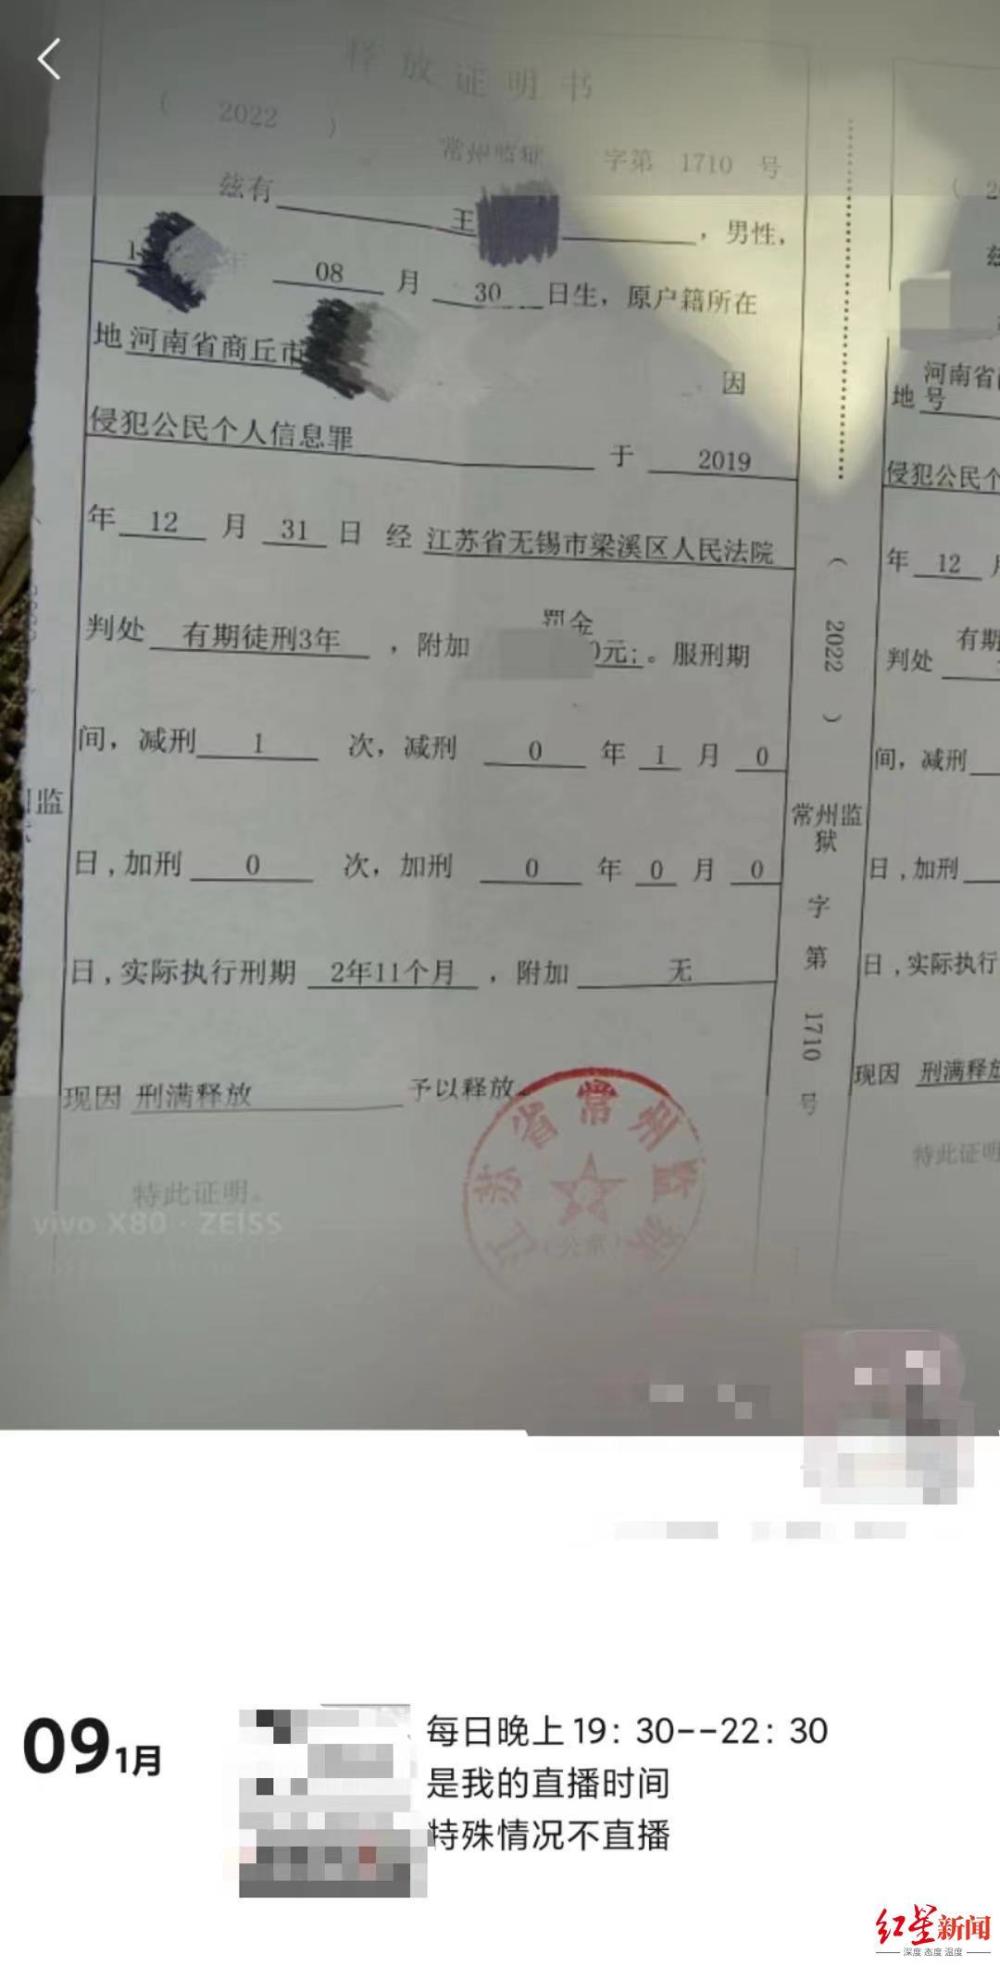 释放证明书
( 2022 )
常州监狱 字第 1710 号
兹有 王 ，男性，
1 年 08 月 30 日生，原户籍所在
地河南省商丘市
因
侵犯公民个人信息罪 于 2019
年 12 月 31 日 经 江苏省无锡市梁溪区人民法院
罚金
判处 有期徒刑3年 ，附加 0元;。服刑期
间，减刑 1 次，减刑 0 年 1 月 0
日,加刑 0 次，加刑 0 年 0 月 0
日,实际执行刑期 2年11个月 ，附加 无
现因 刑满释放 予以释放
特此证明。
江苏省常州监狱
vivo X80 · ZEISS
监
( 2022 )
常州监狱
字
第
1710
号
( 2
兹
河南省
地号
侵犯公民个
年 12 月
有期
判处
间，减刑
日,加刑
日,实际执行
现因 刑满释放
特此证明
09 1月
每日晚上19：30--22：30
是我的直播时间
特殊情况不直播
红星新闻
深度 态度 温度